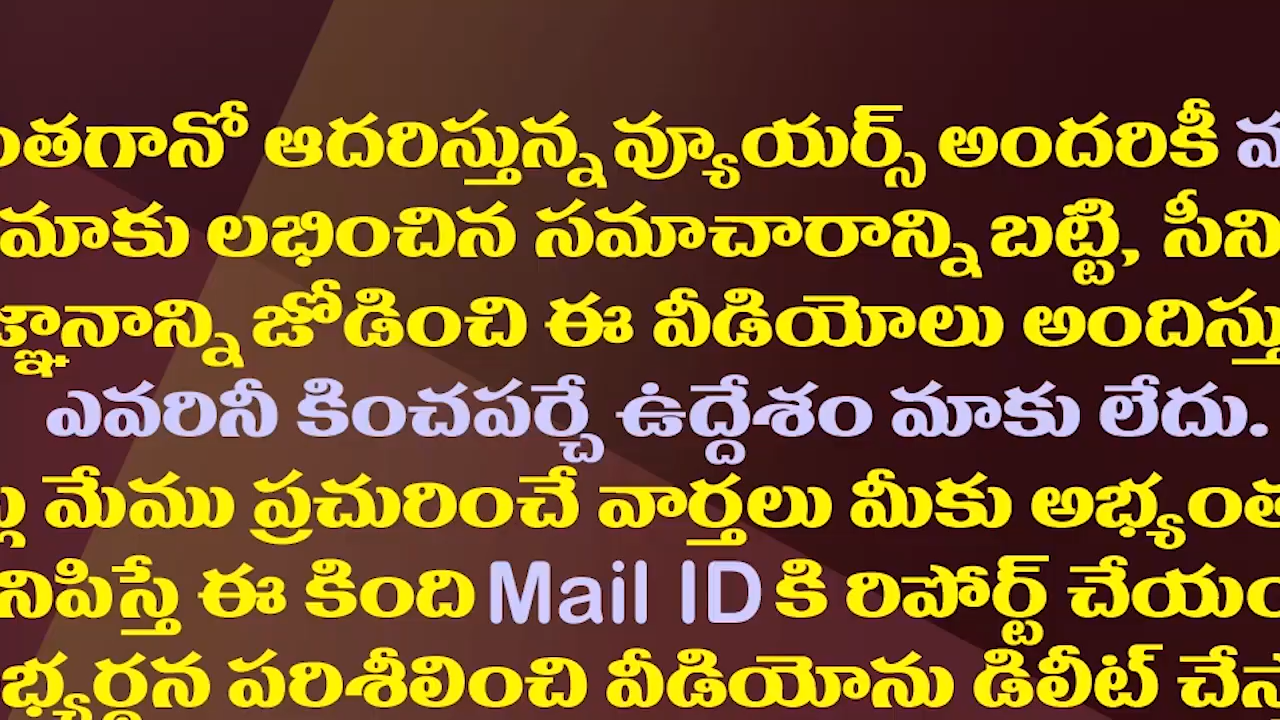 ంతగానో ఆదరిస్తున్న వ్యూయర్స్ అందరికీ
మాకు లభించిన సమాచారాన్ని బట్టి, సీని
జ్ఞానాన్ని జోడించి ఈ వీడియోలు అందిస్తు
ఎవరినీ కించపర్చే ఉద్దేశం మాకు లేదు.
మేము ప్రచురించే వార్తలు మీకు అభ్యంత
నిపిస్తే ఈ కింది Mail ID కి రిపోర్ట్ చేయం
భ్యర్థన పరిశీలించి వీడియోను డిలీట్ చేస